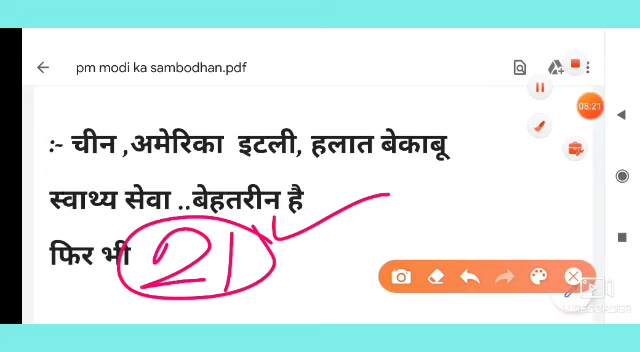 pm modi ka sambodhan.pdf
08:21
:- चीन ,अमेरिका इटली, हलात बेकाबू
स्वाथ्य सेवा ..बेहतरीन है
फिर भी 21